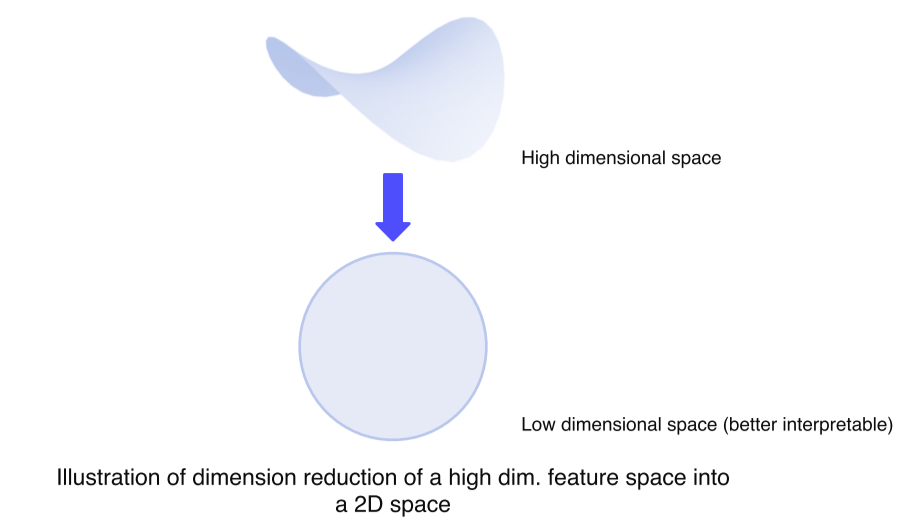 High dimensional space
Low dimensional space (better interpretable)
Illustration of dimension reduction of a high dim. feature space into
a 2D space